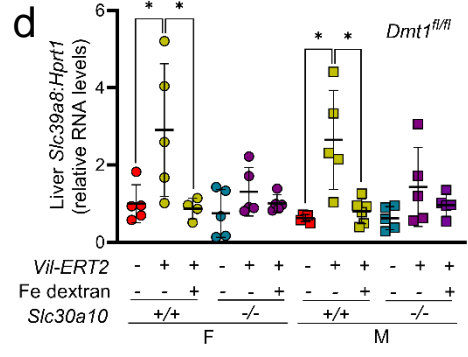 d
* * * * Dmt1fl/fl
Liver Slc39a8:Hprt1
(relative RNA levels)
6
4
2
0
Vil-ERT2 - + + - + + - + + - + +
Fe dextran - - + - - + - - + - - +
Slc30a10 +/+ -/- +/+ -/-
F M